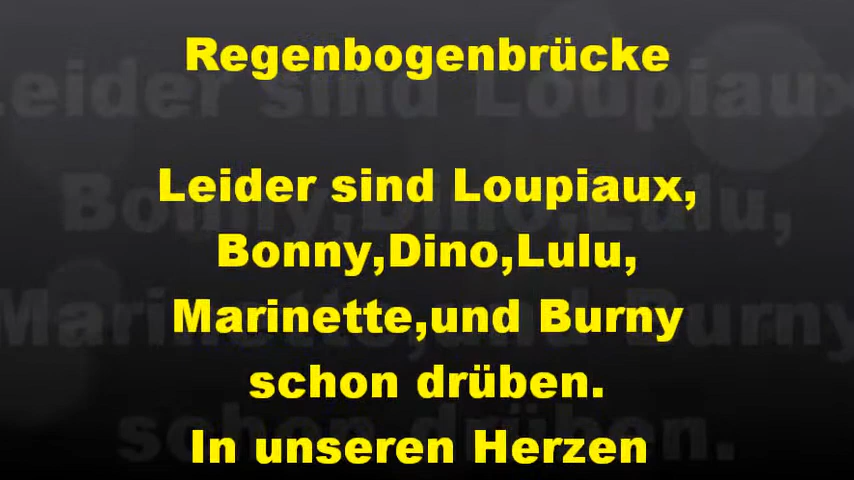 Regenbogenbrücke
Leider sind Loupiaux,
Bonny,Dino,Lulu,
Marinette,und Burny
schon drüben.
In unseren Herzen